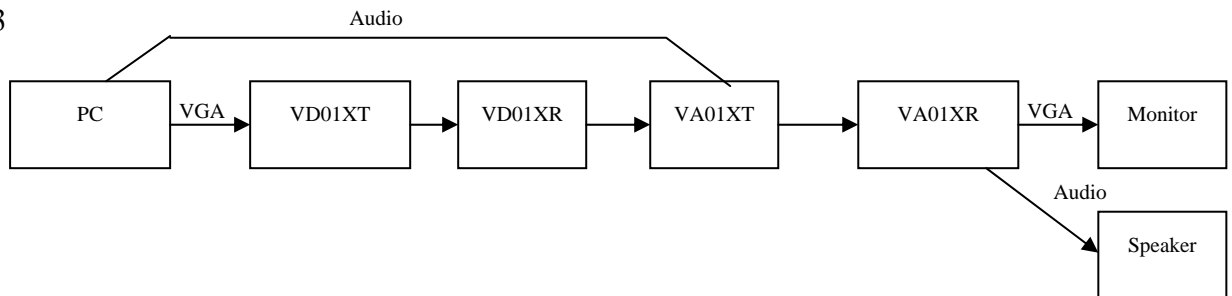 Audio
PC
VGA
VD01XT
VD01XR
VA01XT
VA01XR
VGA
Monitor
Audio
Speaker